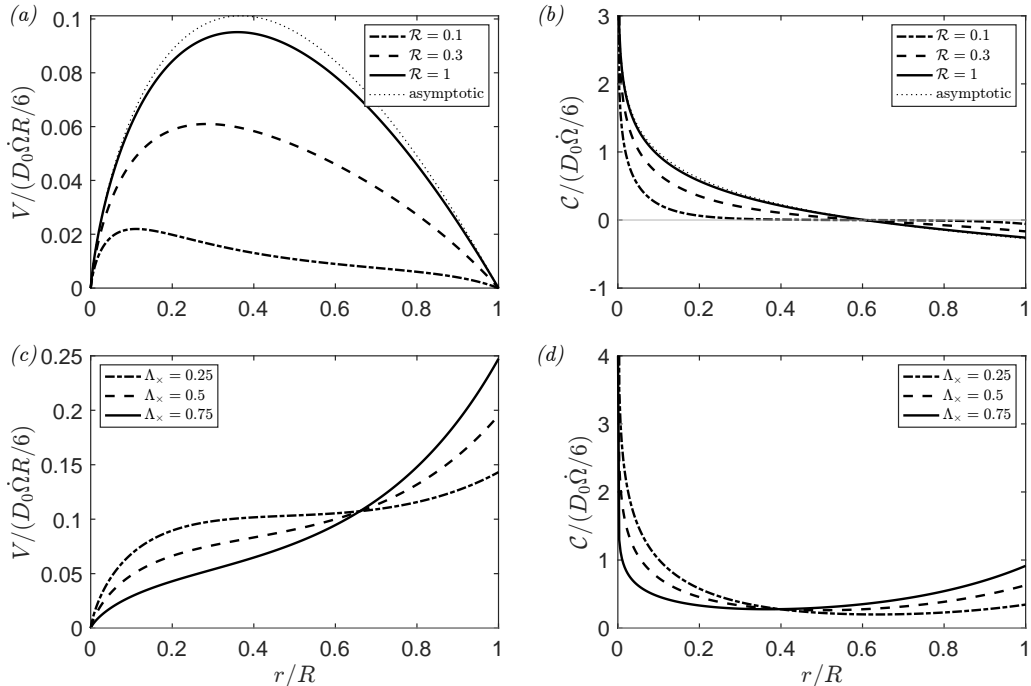 (a)
V/(D₀Ω̇R/6)
0.1
0.08
0.06
0.04
0.02
0
0 0.2 0.4 0.6 0.8 1
ℛ = 0.1
ℛ = 0.3
ℛ = 1
asymptotic
(b)
𝒞/(D₀Ω̇/6)
3
2
1
0
-1
0 0.2 0.4 0.6 0.8 1
ℛ = 0.1
ℛ = 0.3
ℛ = 1
asymptotic
(c)
V/(D₀Ω̇R/6)
0.25
0.2
0.15
0.1
0.05
0
0 0.2 0.4 0.6 0.8 1
r/R
Λ× = 0.25
Λ× = 0.5
Λ× = 0.75
(d)
𝒞/(D₀Ω̇/6)
4
3
2
1
0
0 0.2 0.4 0.6 0.8 1
r/R
Λ× = 0.25
Λ× = 0.5
Λ× = 0.75